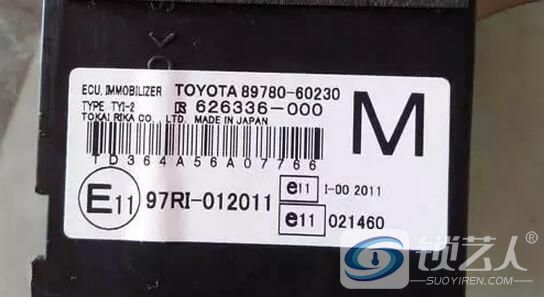 ECU, IMMOBILIZER TOYOTA 89780-60230
TYPE TYI-2 626336-000
TOKAI RIKA CO., LTD. MADE IN JAPAN
M
TD364A56A07766
E11 97RI-012011
e11 I-00 2011
e11 021460
锁艺人
SUOYIREN.COM